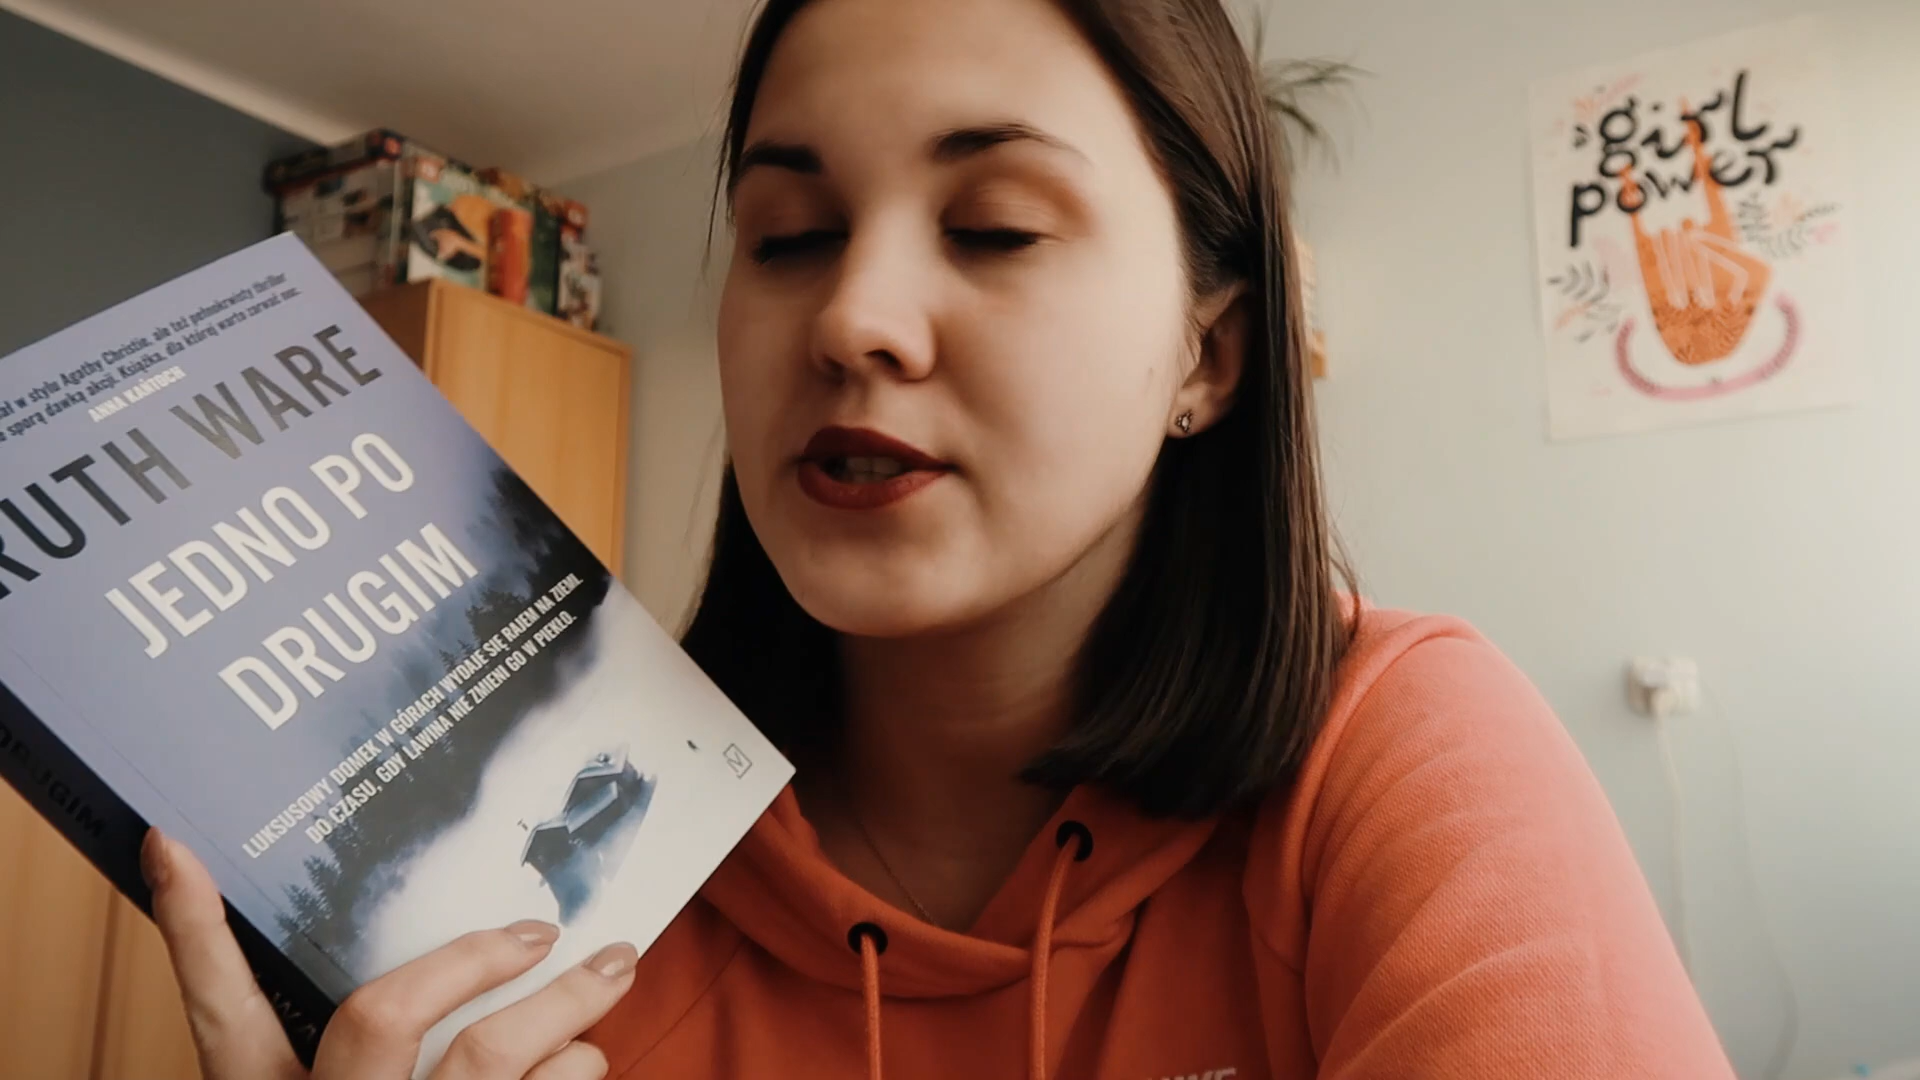 w stylu Agathy Christie, ale też pełnokrwisty thriller
sporą dawką akcji. Książka, dla której warto zarwać noc.
ANNA KAŃTOCH
RUTH WARE
JEDNO PO
DRUGIM
LUKSUSOWY DOMEK W GÓRACH WYDAJE SIĘ RAJEM NA ZIEMI.
DO CZASU, GDY LAWINA NIE ZMIENI GO W PIEKŁO.
girl
power